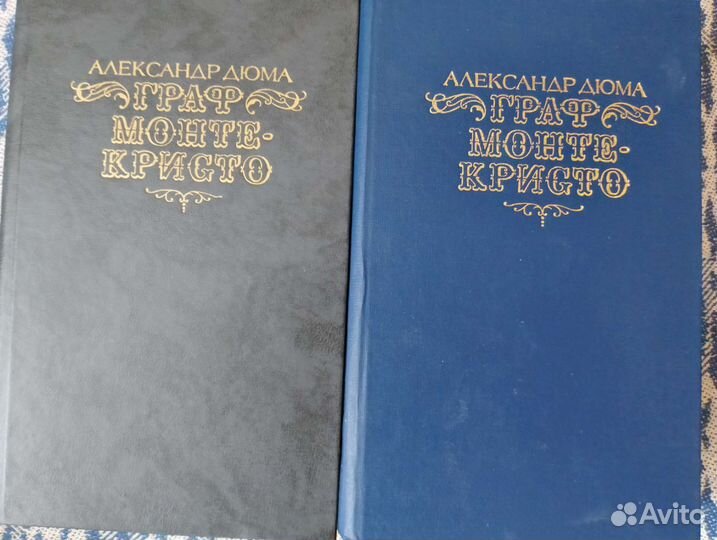 АЛЕКСАНДР ДЮМА
ГРАФ
МОНТЕ-
КРИСТО
АЛЕКСАНДР ДЮМА
ГРАФ
МОНТЕ-
КРИСТО
Avito